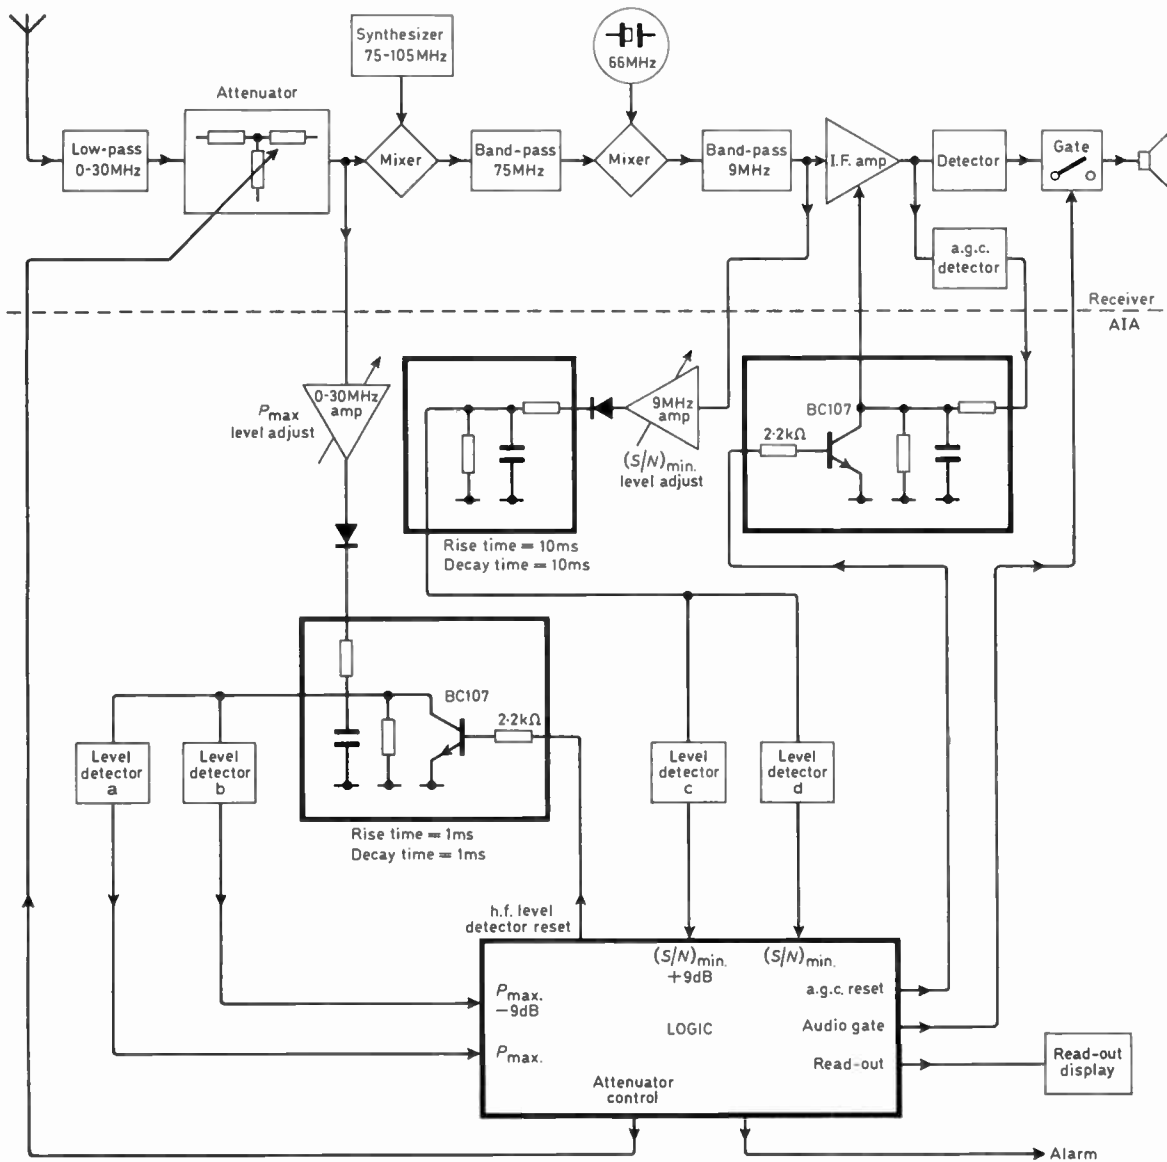 Synthesizer
75-105MHz
66MHz
Attenuator
Low-pass
0-30MHz
Mixer
Band-pass
75MHz
Mixer
Band-pass
9MHz
I.F. amp
Detector
Gate
a.g.c.
detector
Receiver
AIA
0-30MHz
amp
Pmax
level adjust
9MHz
amp
(S/N)min.
level adjust
BC107
2·2kΩ
Rise time = 10ms
Decay time = 10ms
BC107
2·2kΩ
Level
detector
a
Level
detector
b
Level
detector
c
Level
detector
d
Rise time = 1ms
Decay time = 1ms
h.f. level
detector reset
(S/N)min.
+9dB
(S/N)min.
Pmax.
−9dB
a.g.c. reset
LOGIC
Audio gate
Pmax.
Read-out
Read-out
display
Attenuator
control
Alarm